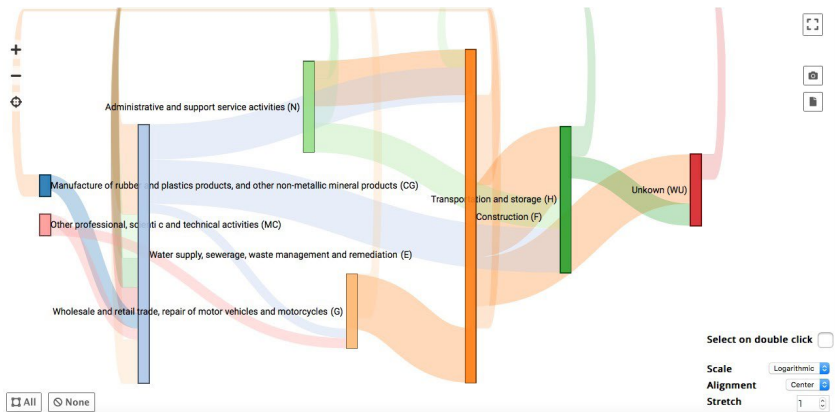 Administrative and support service activities (N)
Manufacture of rubber and plastics products, and other non-metallic mineral products (CG)
Unkown (WU)
Transportation and storage (H)
Construction (F)
Other professional, scienti c and technical activities (MC)
Water supply, sewerage, waste management and remediation (E)
Wholesale and retail trade, repair of motor vehicles and motorcycles (G)
Select on double click
Scale Logarithmic
Alignment Center
Stretch 1
All None